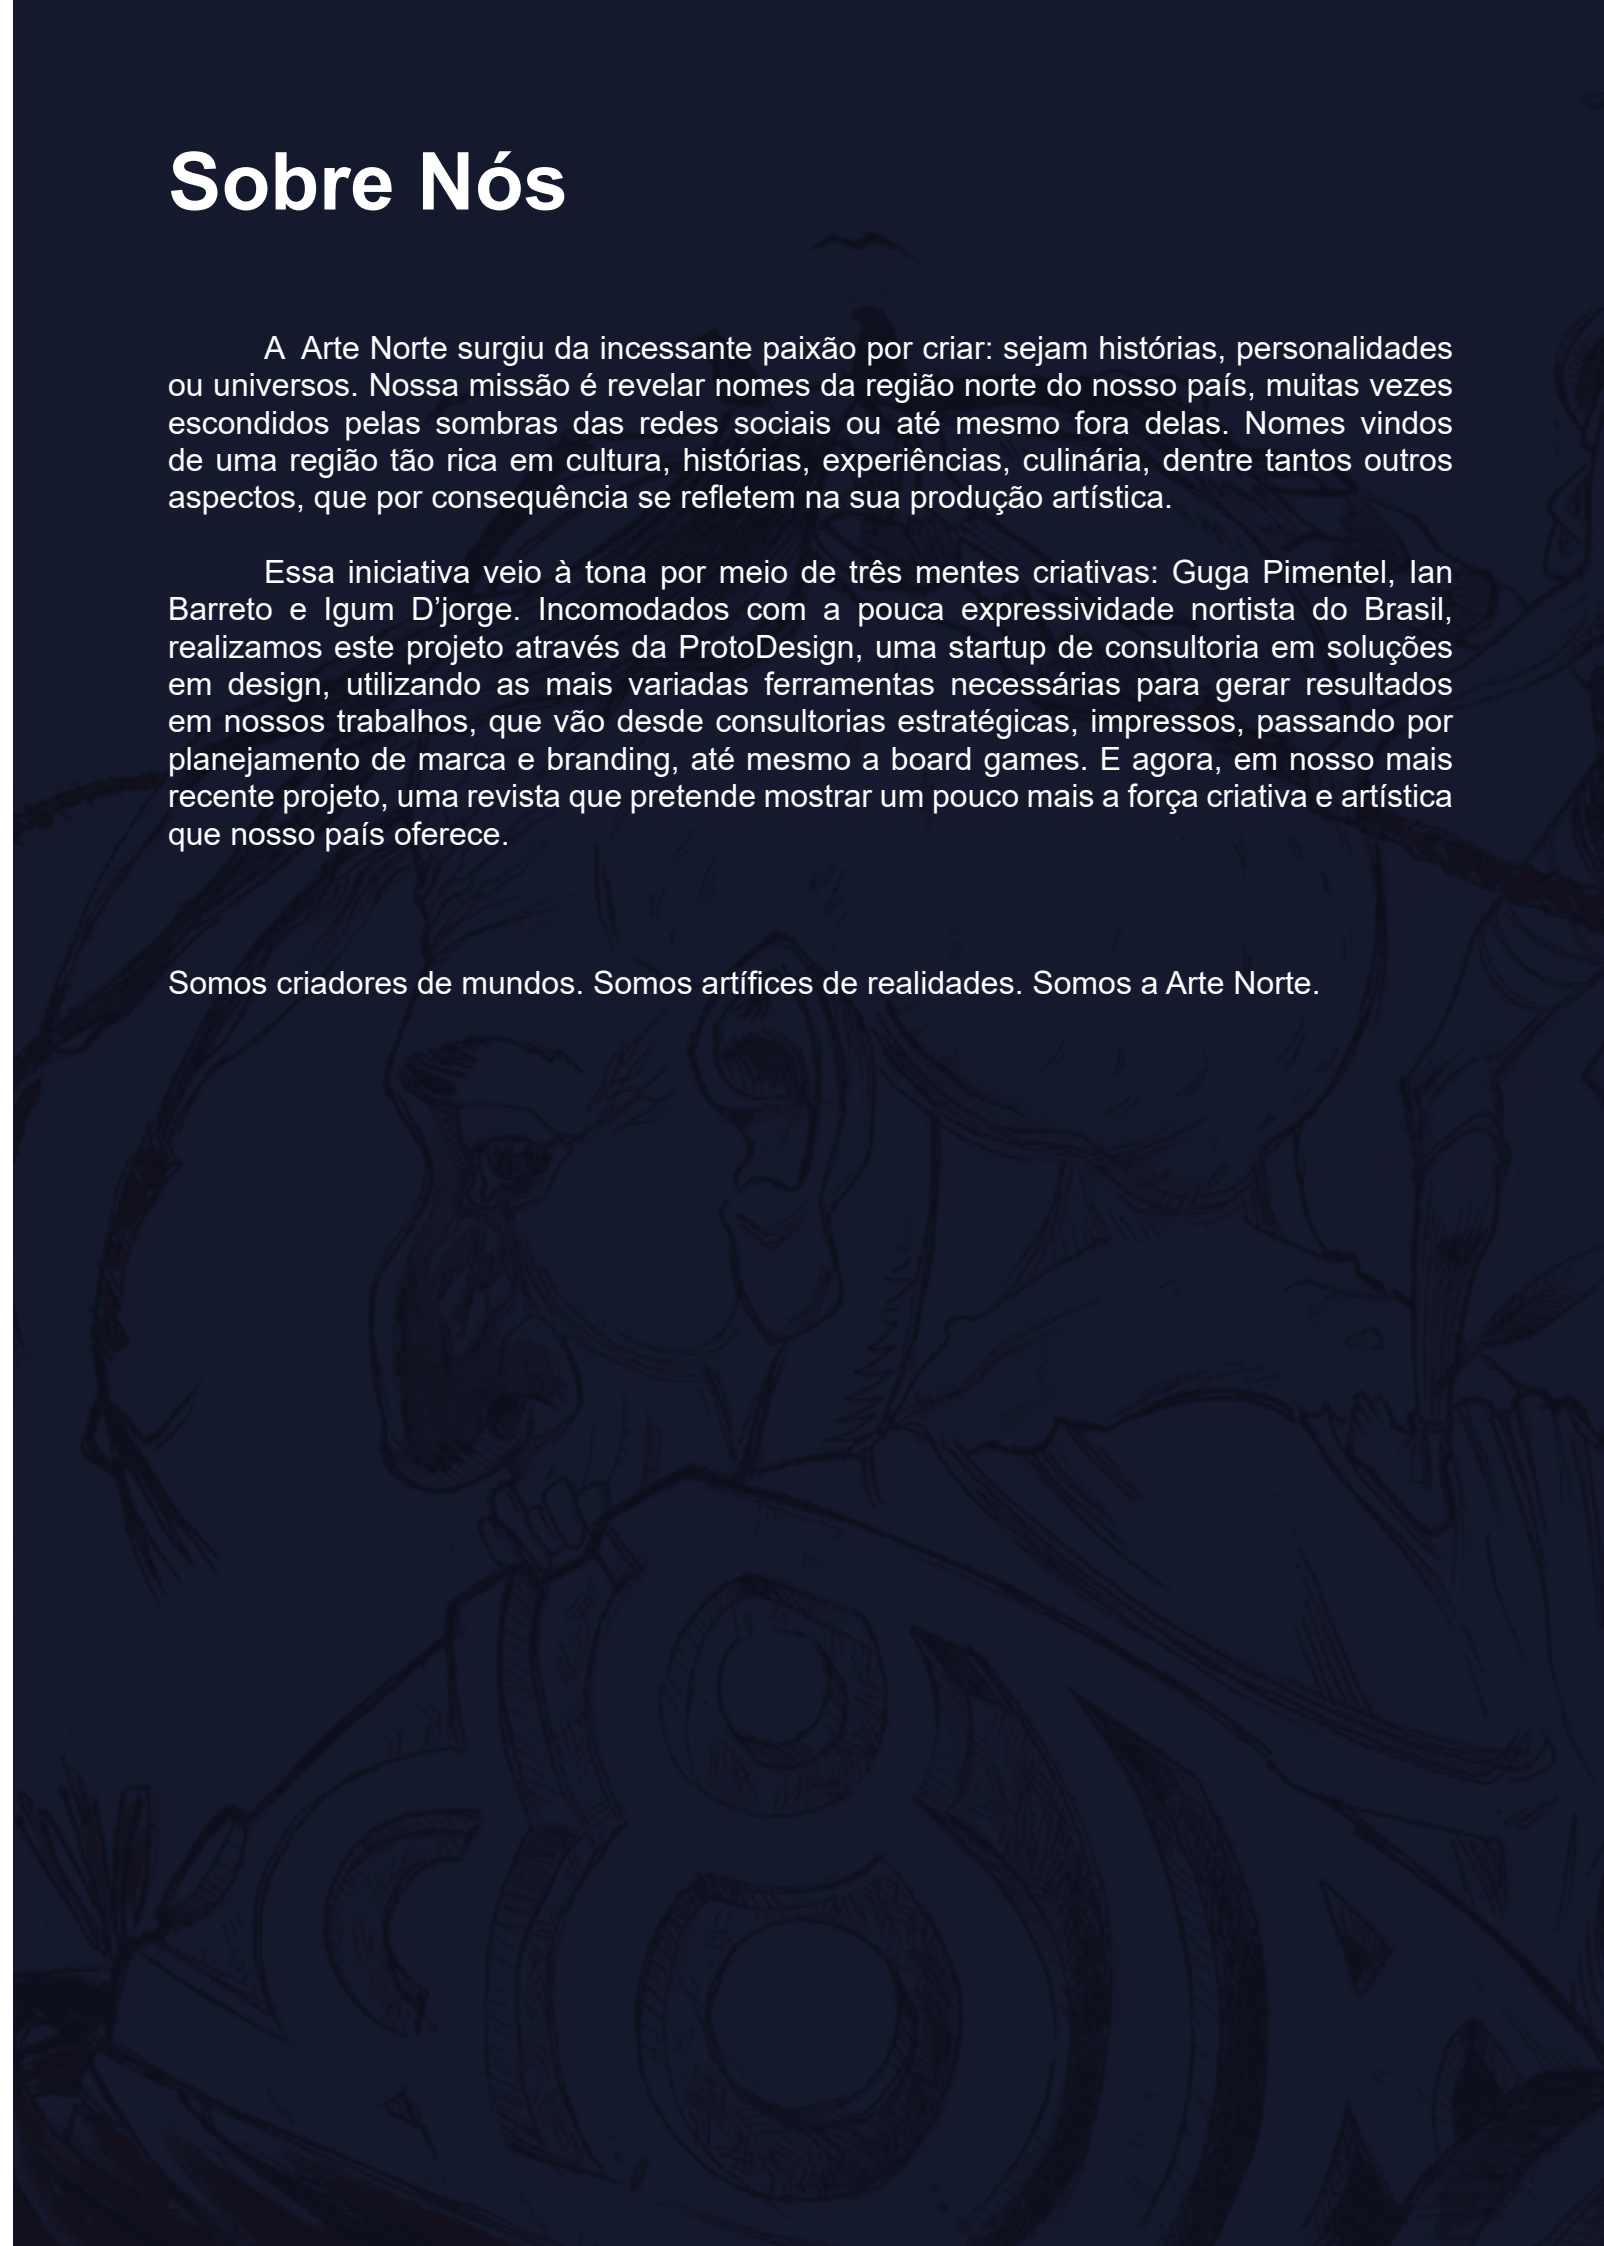 Sobre Nós
A Arte Norte surgiu da incessante paixão por criar: sejam histórias, personalidades
ou universos. Nossa missão é revelar nomes da região norte do nosso país, muitas vezes
escondidos pelas sombras das redes sociais ou até mesmo fora delas. Nomes vindos
de uma região tão rica em cultura, histórias, experiências, culinária, dentre tantos outros
aspectos, que por consequência se refletem na sua produção artística.
Essa iniciativa veio à tona por meio de três mentes criativas: Guga Pimentel, Ian
Barreto e Igum D’jorge. Incomodados com a pouca expressividade nortista do Brasil,
realizamos este projeto através da ProtoDesign, uma startup de consultoria em soluções
em design, utilizando as mais variadas ferramentas necessárias para gerar resultados
em nossos trabalhos, que vão desde consultorias estratégicas, impressos, passando por
planejamento de marca e branding, até mesmo a board games. E agora, em nosso mais
recente projeto, uma revista que pretende mostrar um pouco mais a força criativa e artística
que nosso país oferece.
Somos criadores de mundos. Somos artífices de realidades. Somos a Arte Norte.